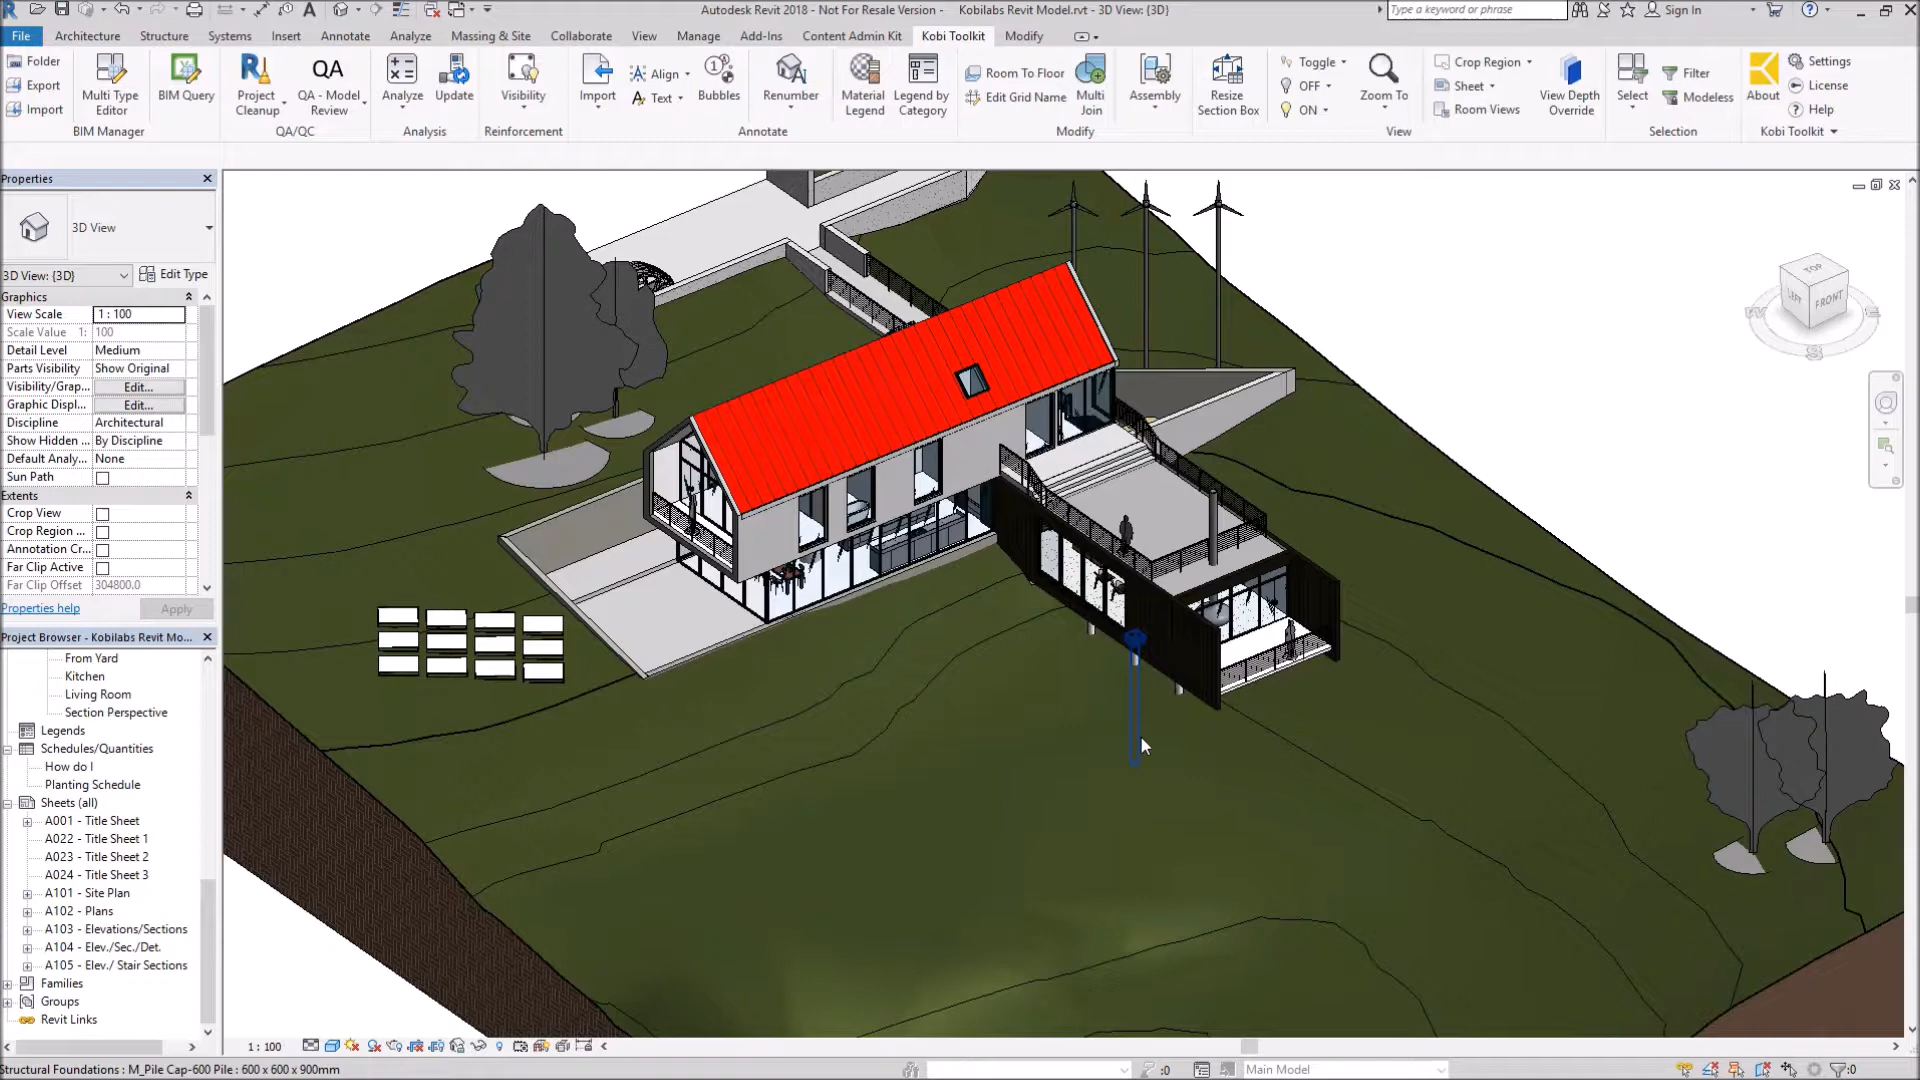 Autodesk Revit 2018 - Not For Resale Version - Kobilabs Revit Model.rvt - 3D View: {3D}
Type a keyword or phrase
Sign In
File Architecture Structure Systems Insert Annotate Analyze Massing & Site Collaborate View Manage Add-Ins Content Admin Kit Kobi Toolkit Modify
Folder
Export
Import
Multi Type Editor
BIM Query
BIM Manager
Project Cleanup
QA
QA - Model Review
QA/QC
Analyze
Update
Analysis
Visibility
Reinforcement
Import
Align
Text
Bubbles
Renumber
Material Legend
Legend by Category
Annotate
Room To Floor
Edit Grid Name
Multi Join
Modify
Assembly
Resize Section Box
Toggle
OFF
ON
Zoom To
Crop Region
Sheet
Room Views
View Depth Override
View
Select
Filter
Modeless
Selection
About
Settings
License
Help
Kobi Toolkit
Properties
3D View
3D View: {3D}
Edit Type
Graphics
View Scale 1 : 100
Scale Value 1: 100
Detail Level Medium
Parts Visibility Show Original
Visibility/Grap... Edit...
Graphic Displ... Edit...
Discipline Architectural
Show Hidden ... By Discipline
Default Analy... None
Sun Path
Extents
Crop View
Crop Region ...
Annotation Cr...
Far Clip Active
Far Clip Offset 304800.0
Properties help Apply
Project Browser - Kobilabs Revit Mo...
From Yard
Kitchen
Living Room
Section Perspective
Legends
Schedules/Quantities
How do I
Planting Schedule
Sheets (all)
A001 - Title Sheet
A022 - Title Sheet 1
A023 - Title Sheet 2
A024 - Title Sheet 3
A101 - Site Plan
A102 - Plans
A103 - Elevations/Sections
A104 - Elev./Sec./Det.
A105 - Elev./ Stair Sections
Families
Groups
Revit Links
TOP
LEFT
FRONT
W
S
E
1 : 100
Structural Foundations : M_Pile Cap-600 Pile : 600 x 600 x 900mm
:0
Main Model
:0